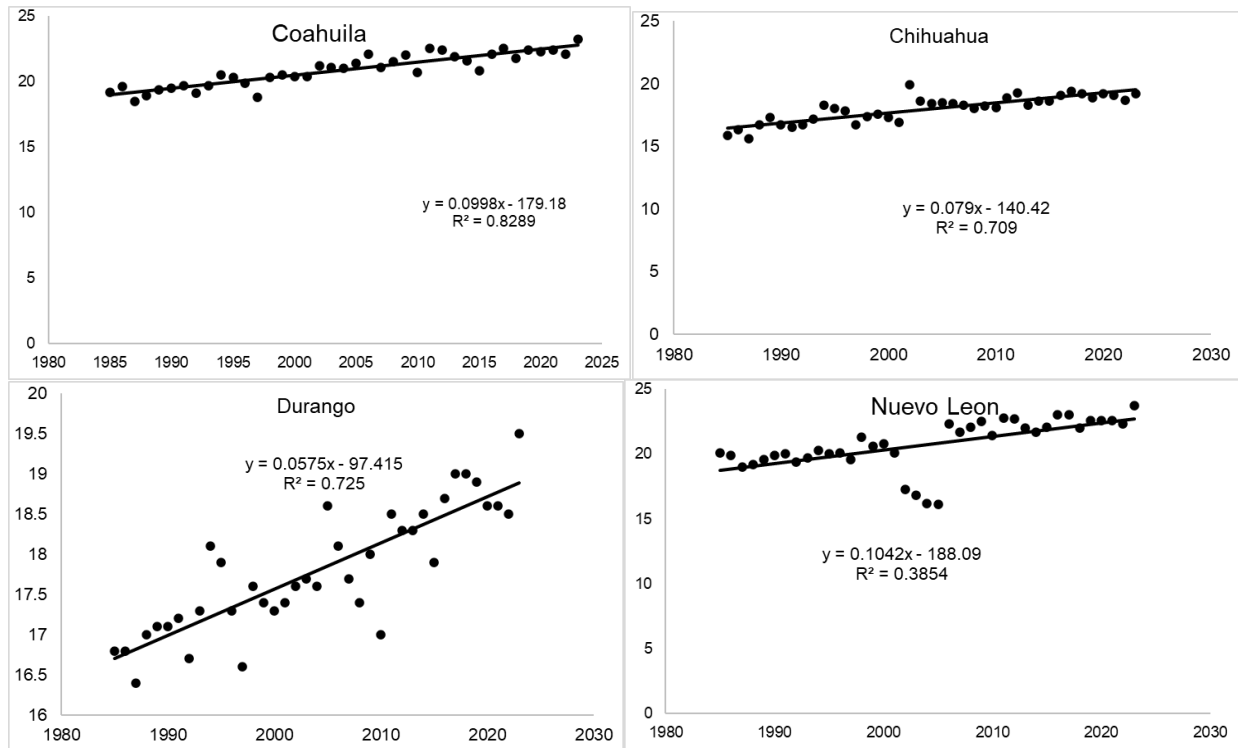 Coahuila
25
20
15
10
5
0
y = 0.0998x - 179.18
R² = 0.8289
1980 1985 1990 1995 2000 2005 2010 2015 2020 2025
Chihuahua
25
20
15
10
5
0
y = 0.079x - 140.42
R² = 0.709
1980 1990 2000 2010 2020 2030
Durango
20
19.5
19
18.5
18
17.5
17
16.5
16
y = 0.0575x - 97.415
R² = 0.725
1980 1990 2000 2010 2020 2030
Nuevo Leon
25
20
15
10
5
0
y = 0.1042x - 188.09
R² = 0.3854
1980 1990 2000 2010 2020 2030